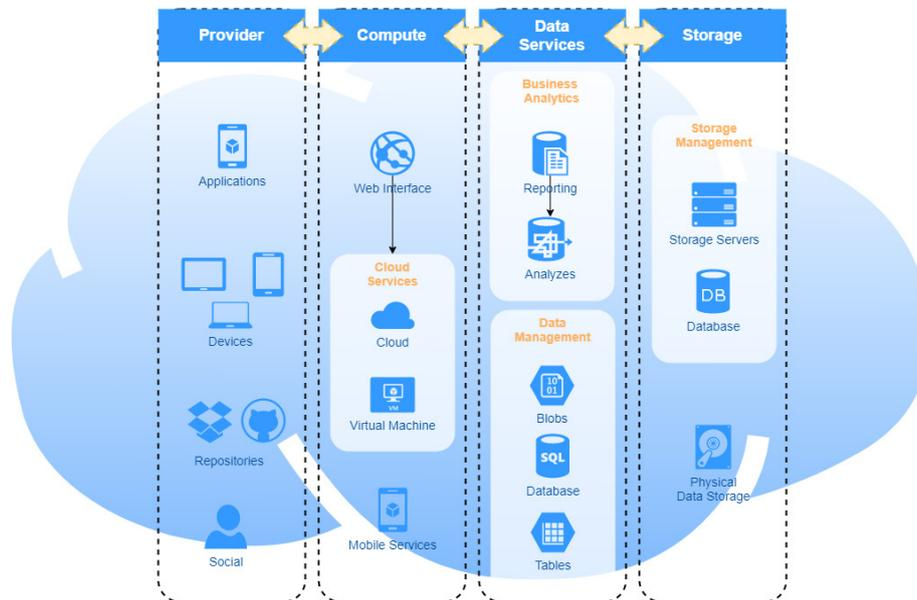 Provider
Compute
Data
Services
Storage
Applications
Devices
Repositories
Social
Web Interface
Cloud
Services
Cloud
VM
Virtual Machine
Mobile Services
Business
Analytics
Reporting
Analyzes
Data
Management
10
01
Blobs
SQL
Database
Tables
Storage
Management
Storage Servers
DB
Database
Physical
Data Storage